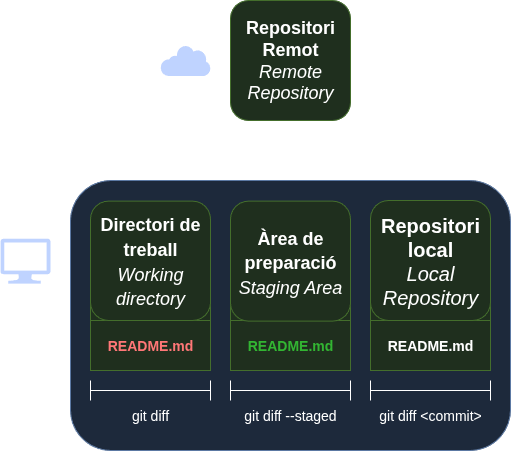 Repositori
Remot
Remote
Repository
Directori de
treball
Working
directory
Àrea de
preparació
Staging Area
Repositori
local
Local
Repository
README.md
README.md
README.md
git diff
git diff --staged
git diff <commit>